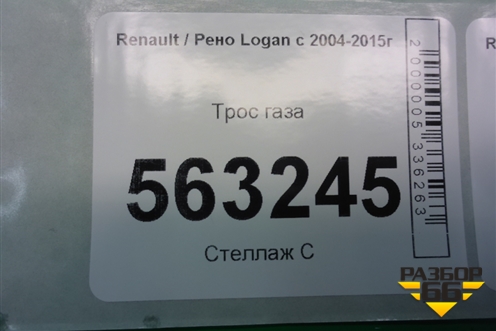 Renault / Рено Logan с 2004-2015г
Трос газа
563245
Стеллаж С
2000005336263
РАЗБОР
66